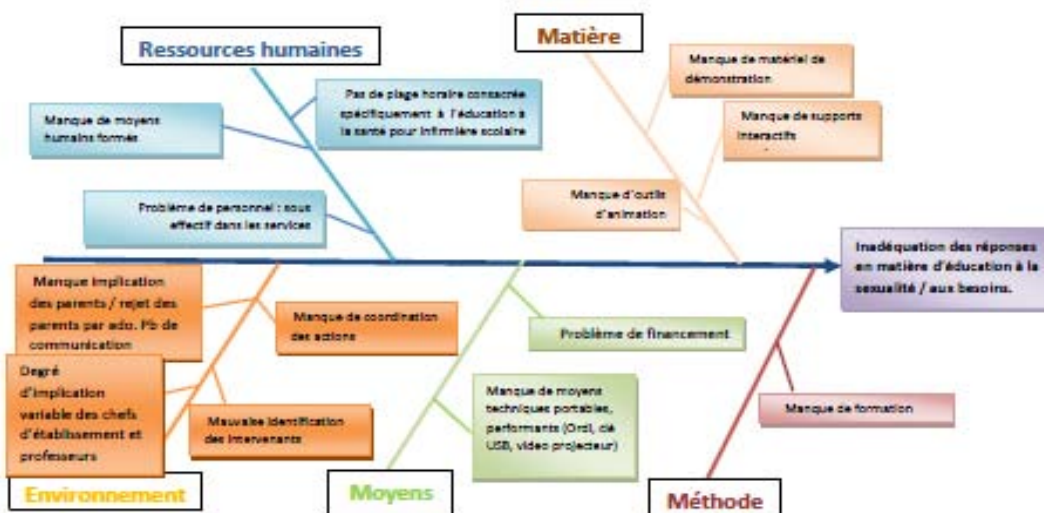 Ressources humaines
Matière
Manque de moyens
humains formés
Pas de plage horaire consacrée
spécifiquement à l'éducation à
la santé pour infirmière scolaire
Problème de personnel : sous
effectif dans les services
Manque de matériel de
démonstration
Manque de supports
interactifs
Manque d'outils
d'animation
Inadéquation des réponses
en matière d'éducation à la
sexualité / aux besoins.
Manque implication
des parents / rejet des
parents par ado. Pb de
communication
Manque de coordination
des actions
Degré
d'implication
variable des chefs
d'établissement et
professeurs
Mauvaise identification
des intervenants
Problème de financement
Manque de moyens
techniques portables,
performants (Ordi, clé
USB, video projecteur)
Manque de formation
Environnement
Moyens
Méthode